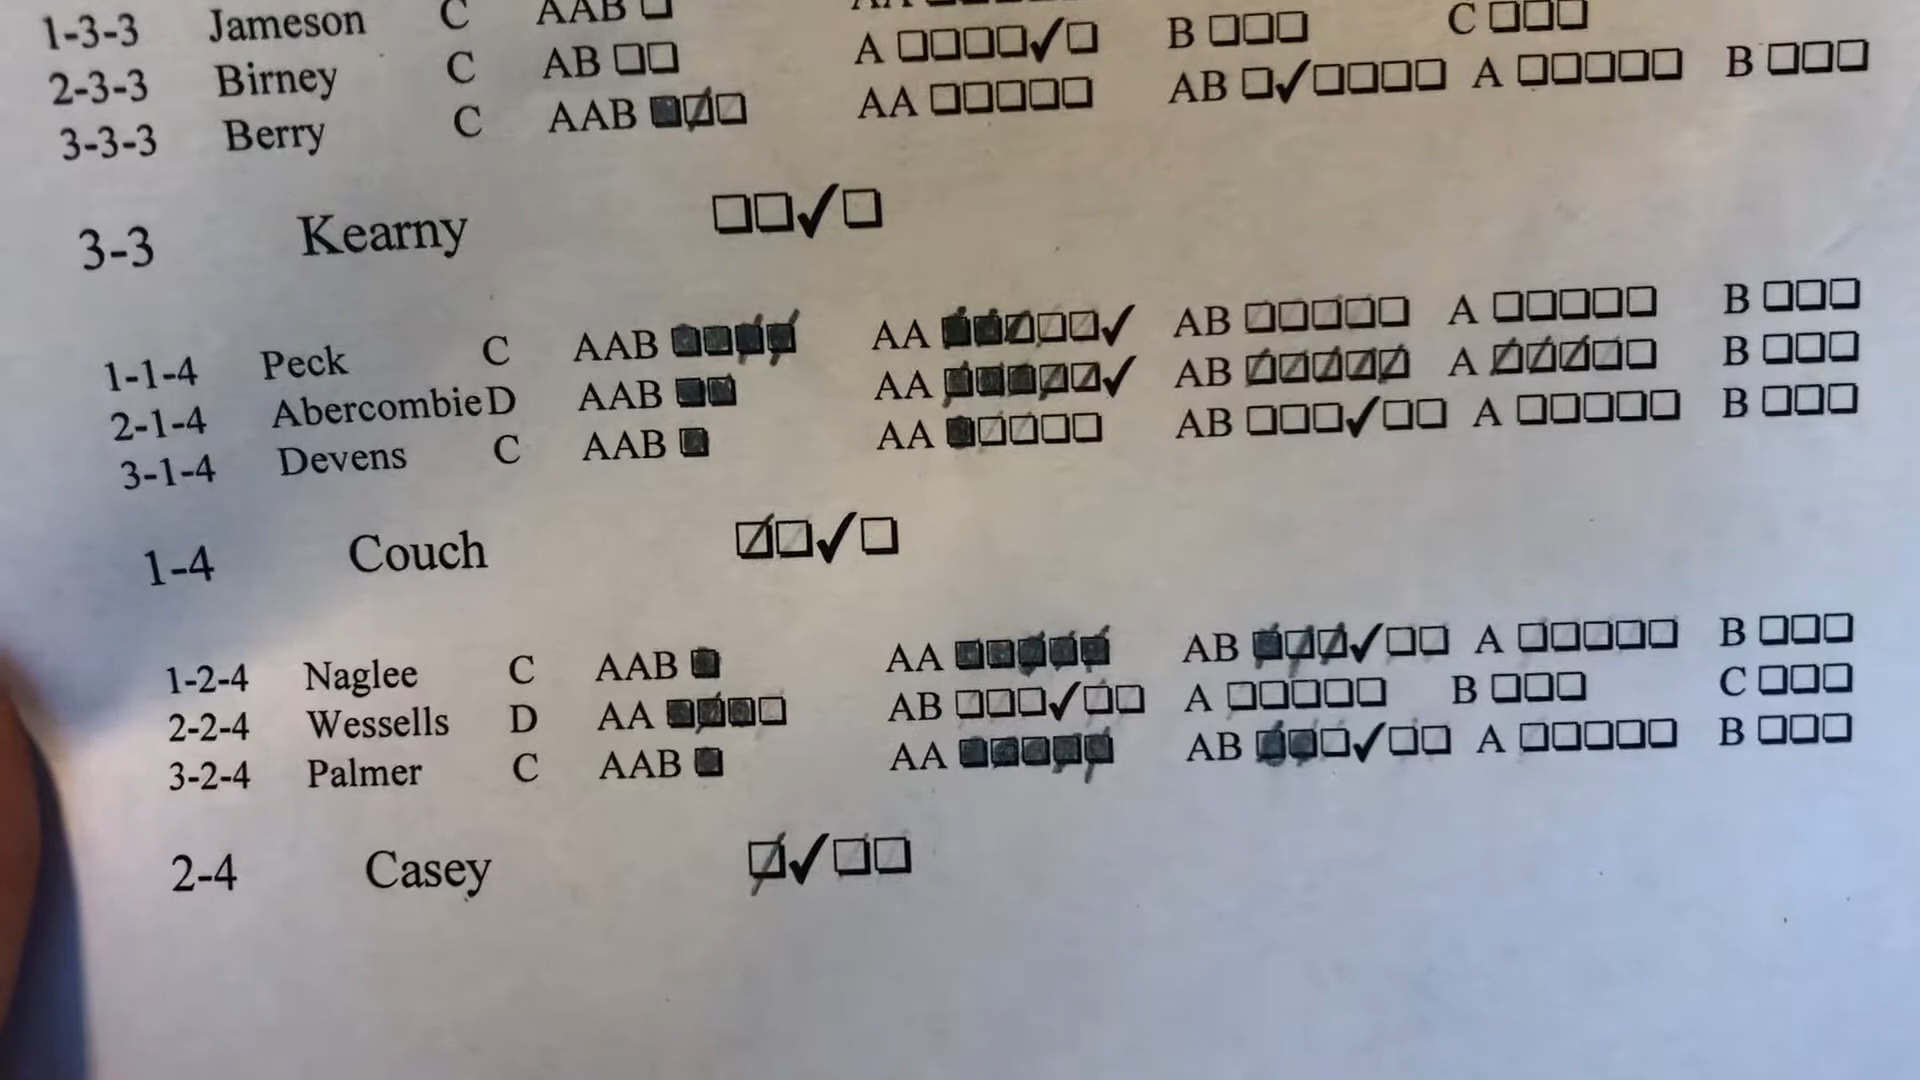 1-3-3 Jameson C AAB ❏ AA
2-3-3 Birney C AB ❏❏ A ❏❏❏❏✓❏ B ❏❏❏ C ❏❏❏
3-3-3 Berry C AAB ❏❏❏ AA ❏❏❏❏❏ AB ❏✓❏❏❏❏ A ❏❏❏❏❏ B ❏❏❏
3-3 Kearny ❏❏✓❏
1-1-4 Peck C AAB ❏❏❏❏ AA ❏❏❏❏❏✓ AB ❏❏❏❏❏ A ❏❏❏❏❏ B ❏❏❏
2-1-4 Abercombie D AAB ❏❏ AA ❏❏❏❏❏✓ AB ❏❏❏❏❏ A ❏❏❏❏❏ B ❏❏❏
3-1-4 Devens C AAB ❏ AA ❏❏❏❏❏ AB ❏❏❏✓❏❏ A ❏❏❏❏❏ B ❏❏❏
1-4 Couch ❏❏✓❏
1-2-4 Naglee C AAB ❏ AA ❏❏❏❏❏ AB ❏❏❏✓❏❏ A ❏❏❏❏❏ B ❏❏❏
2-2-4 Wessells D AA ❏❏❏❏ AB ❏❏❏✓❏❏ A ❏❏❏❏❏ B ❏❏❏ C ❏❏❏
3-2-4 Palmer C AAB ❏ AA ❏❏❏❏❏ AB ❏❏❏✓❏❏ A ❏❏❏❏❏ B ❏❏❏
2-4 Casey ❏✓❏❏